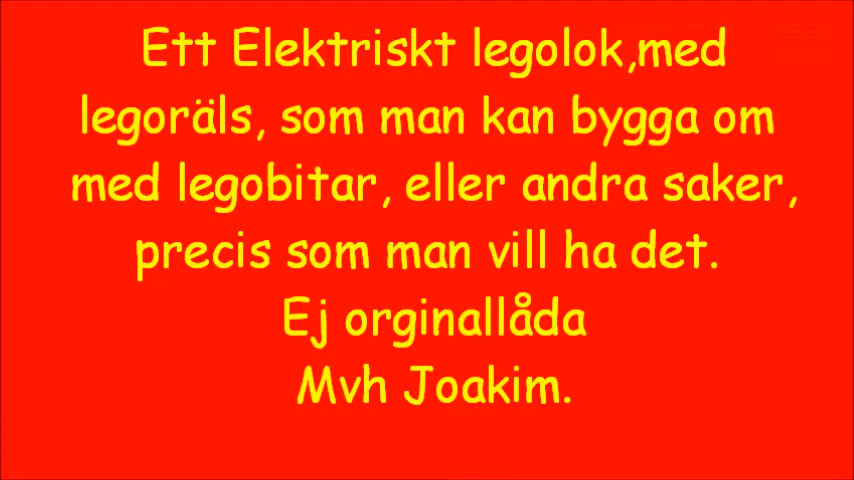 Ett Elektriskt legolok,med
legoräls, som man kan bygga om
med legobitar, eller andra saker,
precis som man vill ha det.
Ej orginallåda
Mvh Joakim.